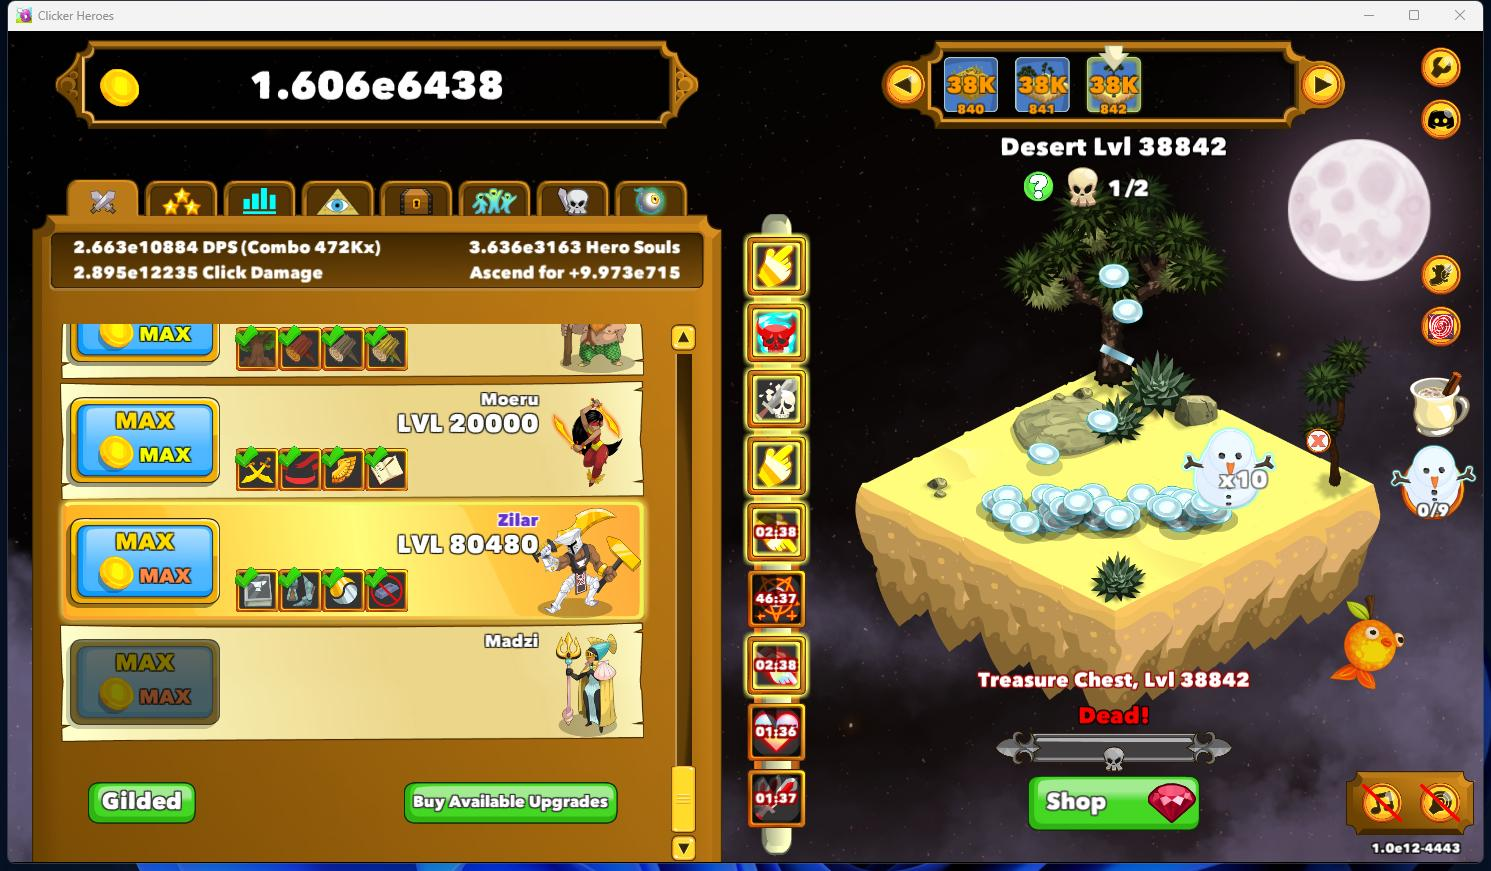 Clicker Heroes
1.606e6438
38K
840
38K
841
38K
842
Desert Lvl 38842
1/2
2.663e10884 DPS (Combo 472Kx)
3.636e3163 Hero Souls
2.895e12235 Click Damage
Ascend for +9.973e715
MAX
Moeru
LVL 20000
MAX
MAX
Zilar
LVL 80480
MAX
MAX
Madzi
MAX
MAX
Gilded
Buy Available Upgrades
02:38
46:37
02:38
01:36
01:37
x10
0/9
Treasure Chest, Lvl 38842
Dead!
Shop
1.0e12-4443